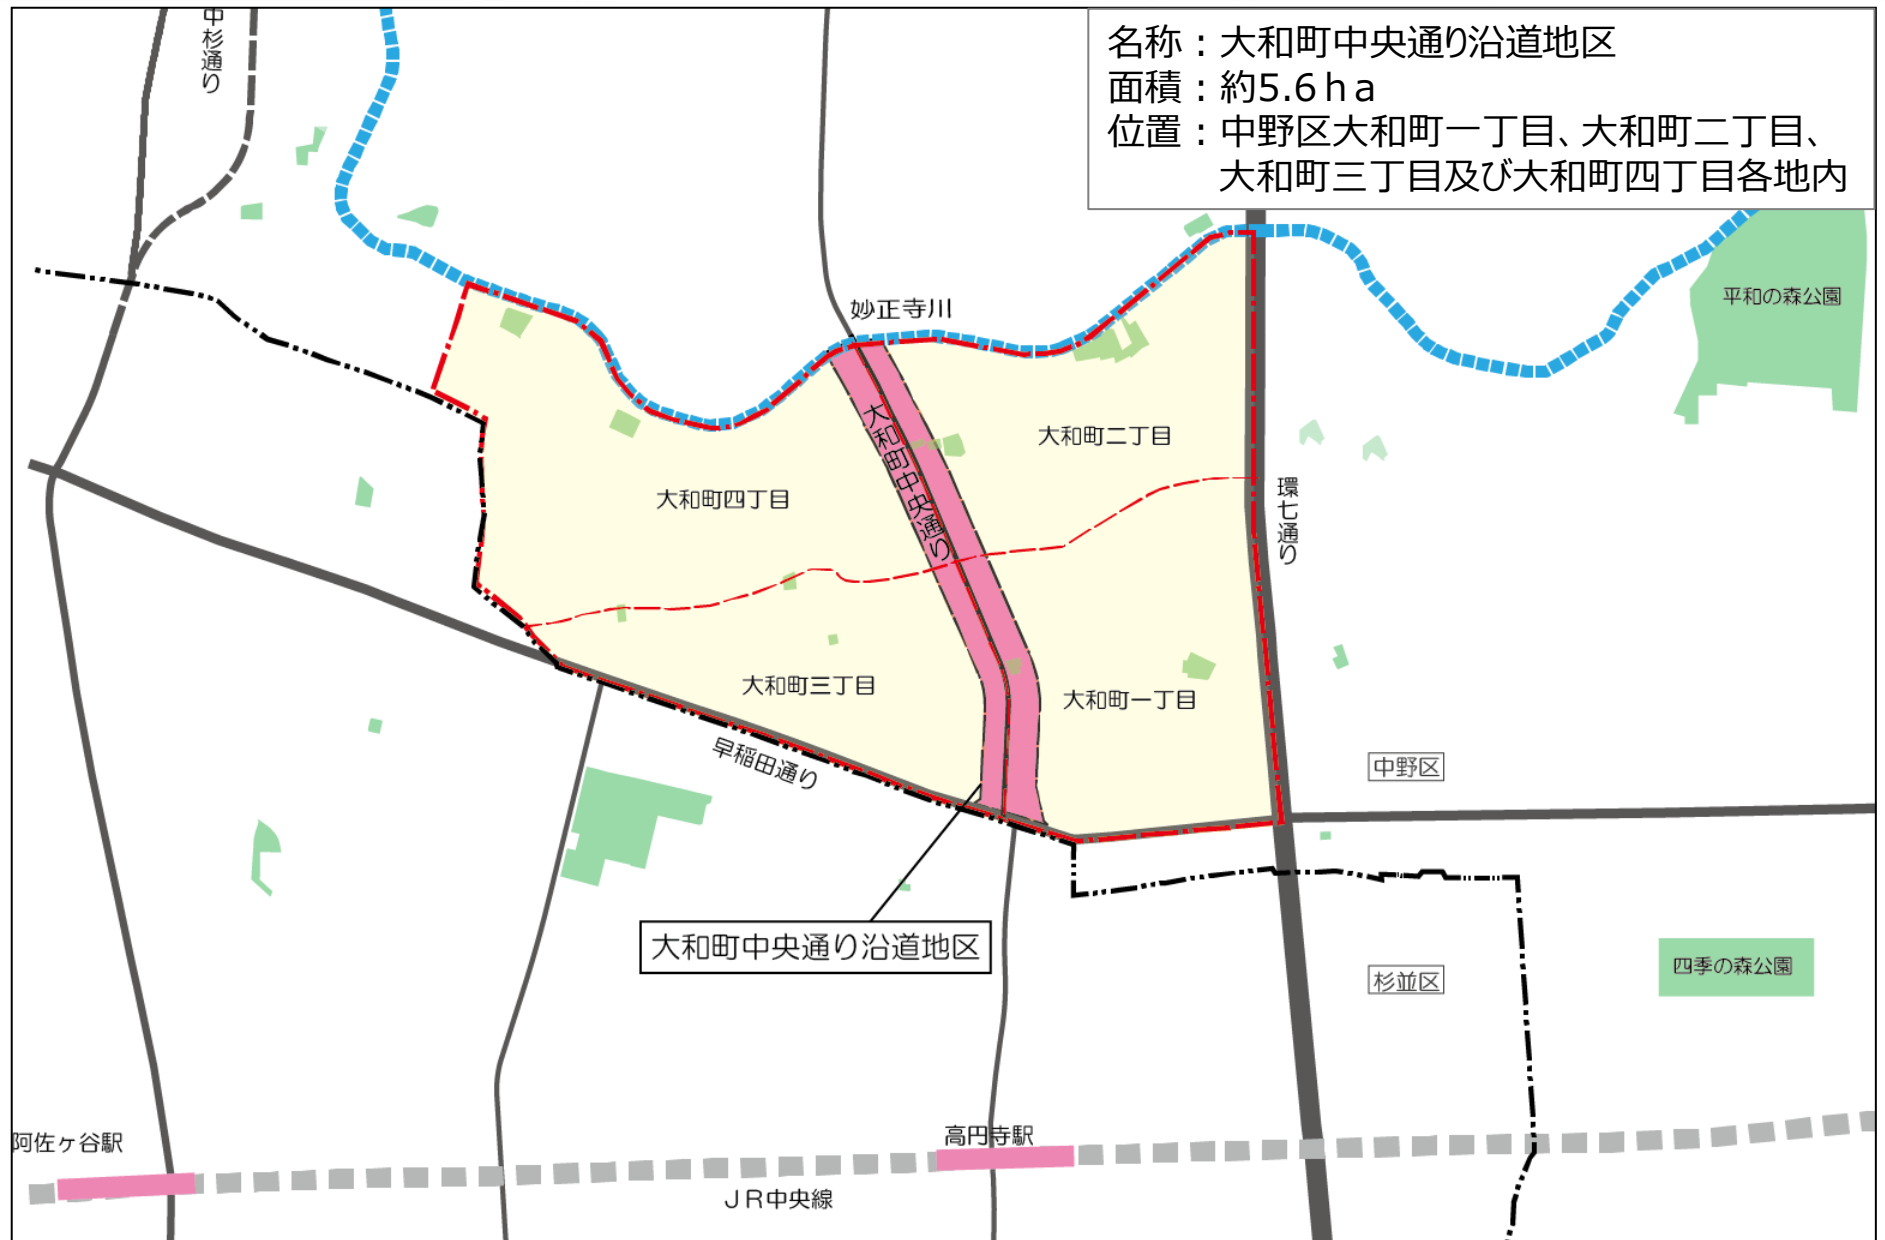 中杉通り
名称：大和町中央通り沿道地区
面積：約5.6ｈａ
位置：中野区大和町一丁目、大和町二丁目、
大和町三丁目及び大和町四丁目各地内
平和の森公園
妙正寺川
大和町中央通り
大和町二丁目
大和町四丁目
環七通り
大和町三丁目
大和町一丁目
早稲田通り
中野区
大和町中央通り沿道地区
杉並区
四季の森公園
阿佐ヶ谷駅
高円寺駅
ＪＲ中央線